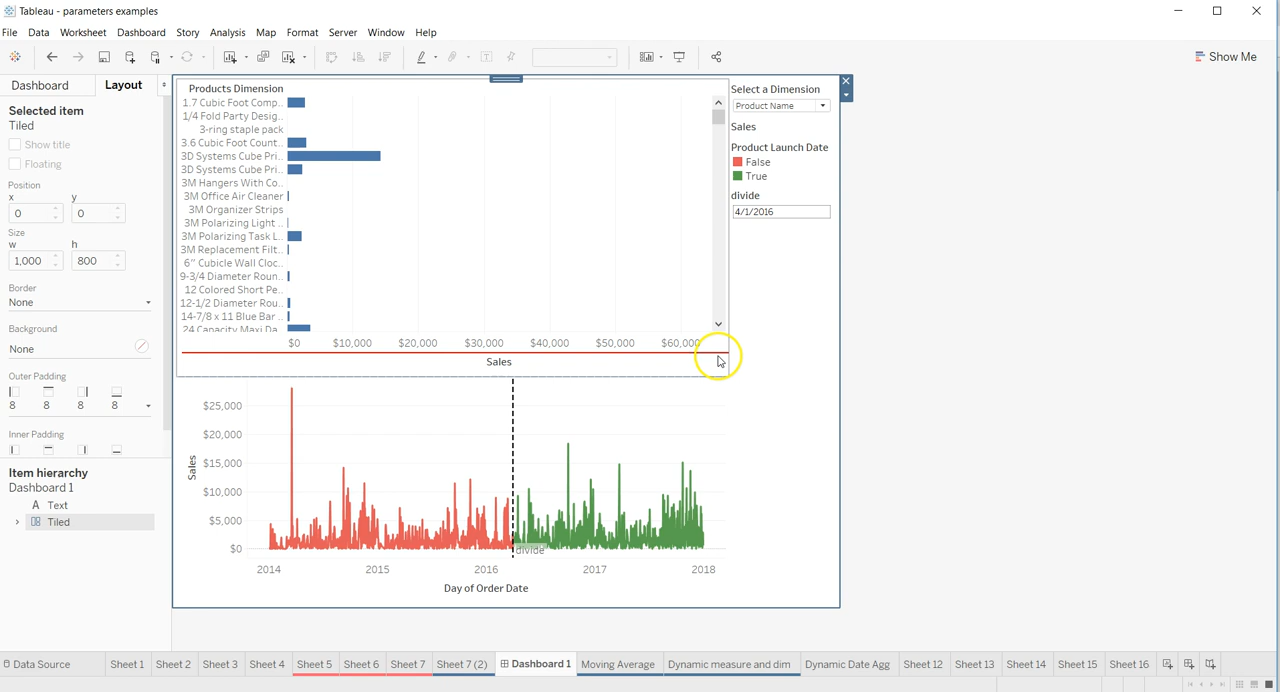 Tableau - parameters examples
File Data Worksheet Dashboard Story Analysis Map Format Server Window Help
Show Me
Dashboard Layout
Selected item
Tiled
Show title
Floating
Position
x y
0 0
Size
w h
1,000 800
Border
None
Background
None
Outer Padding
8 8 8 8
Inner Padding
Item hierarchy
Dashboard 1
A Text
Tiled
Products Dimension
1.7 Cubic Foot Comp..
1/4 Fold Party Desig..
3-ring staple pack
3.6 Cubic Foot Count..
3D Systems Cube Pri..
3D Systems Cube Pri..
3M Hangers With Co..
3M Office Air Cleaner
3M Organizer Strips
3M Polarizing Light ..
3M Polarizing Task L..
3M Replacement Filt..
6" Cubicle Wall Cloc..
9-3/4 Diameter Roun..
12 Colored Short Pe..
12-1/2 Diameter Rou..
14-7/8 x 11 Blue Bar ..
24 Capacity Maxi Da..
$0 $10,000 $20,000 $30,000 $40,000 $50,000 $60,000
Sales
Select a Dimension
Product Name
Sales
Product Launch Date
False
True
divide
4/1/2016
Sales
$25,000
$20,000
$15,000
$10,000
$5,000
$0
divide
2014 2015 2016 2017 2018
Day of Order Date
Data Source Sheet 1 Sheet 2 Sheet 3 Sheet 4 Sheet 5 Sheet 6 Sheet 7 Sheet 7 (2) Dashboard 1 Moving Average Dynamic measure and dim Dynamic Date Agg Sheet 12 Sheet 13 Sheet 14 Sheet 15 Sheet 16